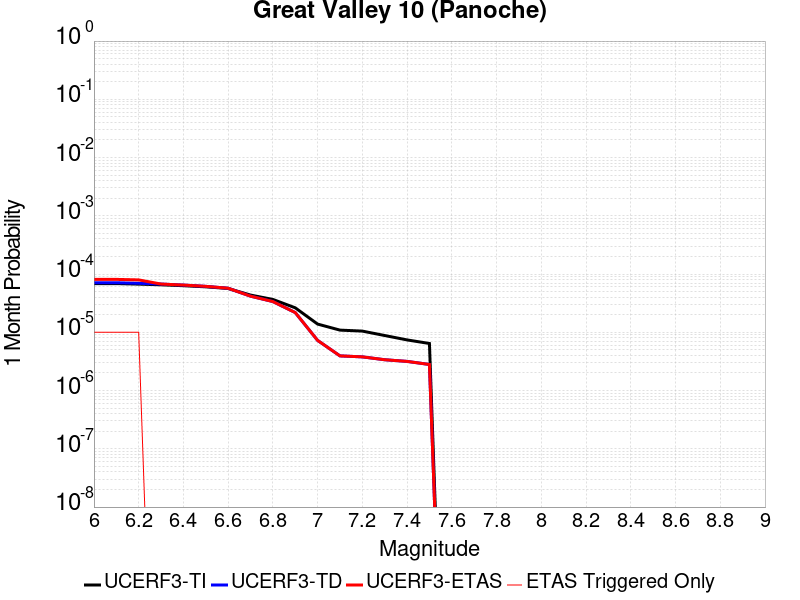 Great Valley 10 (Panoche)
10^0
10^-1
10^-2
10^-3
10^-4
10^-5
10^-6
10^-7
10^-8
1 Month Probability
6 6.2 6.4 6.6 6.8 7 7.2 7.4 7.6 7.8 8 8.2 8.4 8.6 8.8 9
Magnitude
UCERF3-TI UCERF3-TD UCERF3-ETAS ETAS Triggered Only